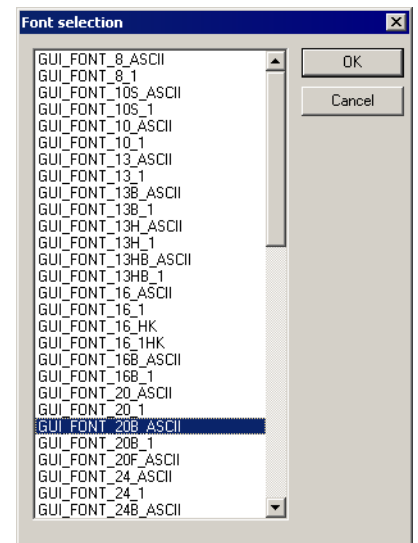 Font selection
GUI_FONT_8_ASCII
GUI_FONT_8_1
GUI_FONT_10S_ASCII
GUI_FONT_10S_1
GUI_FONT_10_ASCII
GUI_FONT_10_1
GUI_FONT_13_ASCII
GUI_FONT_13_1
GUI_FONT_13B_ASCII
GUI_FONT_13B_1
GUI_FONT_13H_ASCII
GUI_FONT_13H_1
GUI_FONT_13HB_ASCII
GUI_FONT_13HB_1
GUI_FONT_16_ASCII
GUI_FONT_16_1
GUI_FONT_16_HK
GUI_FONT_16_1HK
GUI_FONT_16B_ASCII
GUI_FONT_16B_1
GUI_FONT_20_ASCII
GUI_FONT_20_1
GUI_FONT_20B_ASCII
GUI_FONT_20B_1
GUI_FONT_20F_ASCII
GUI_FONT_24_ASCII
GUI_FONT_24_1
GUI_FONT_24B_ASCII
OK
Cancel